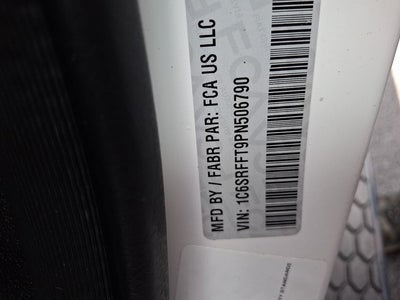 MFD BY / FABR PAR: FCA US LLC
VIN: 1C6SRFFT9PN506790